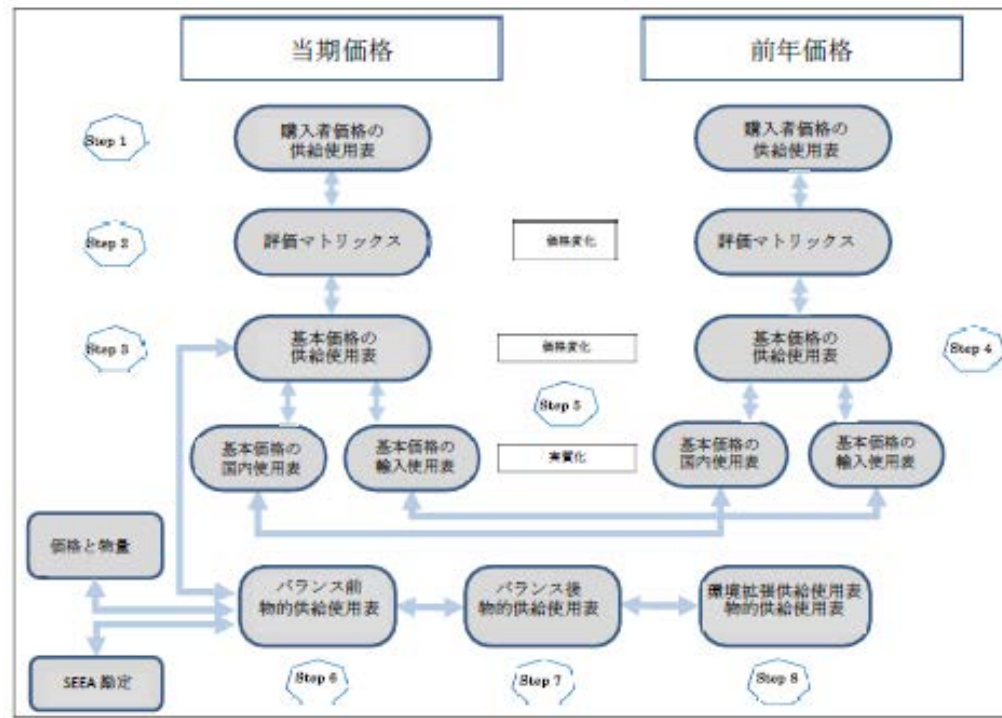 当期価格
前年価格
Step 1
購入者価格の
供給使用表
購入者価格の
供給使用表
Step 2
評価マトリックス
価格変化
評価マトリックス
Step 3
基本価格の
供給使用表
価格変化
基本価格の
供給使用表
Step 4
Step 5
基本価格の
国内使用表
基本価格の
輸入使用表
実質化
基本価格の
国内使用表
基本価格の
輸入使用表
価格と物量
バランス前
物的供給使用表
バランス後
物的供給使用表
環境拡張供給使用表
物的供給使用表
SEEA 勘定
Step 6
Step 7
Step 8